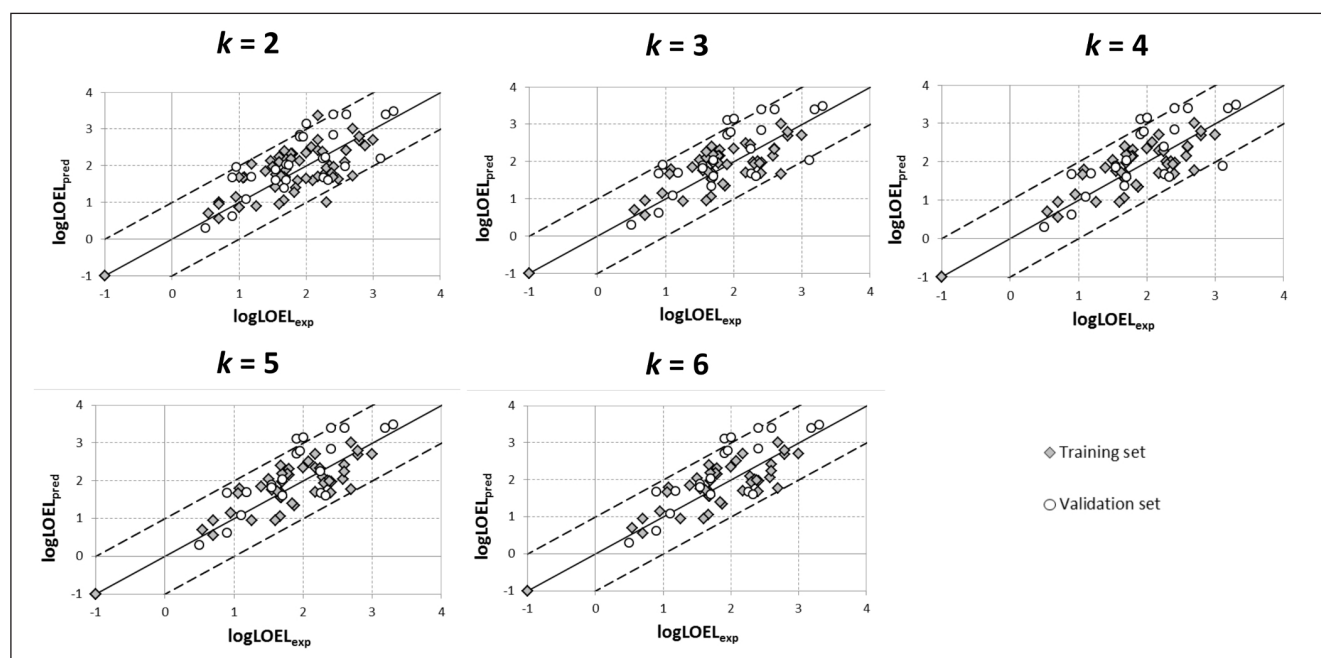 k = 2
k = 3
k = 4
4
3
2
1
0
-1
logLOELpred
-1 0 1 2 3 4
logLOELexp
4
3
2
1
0
-1
logLOELpred
-1 0 1 2 3 4
logLOELexp
4
3
2
1
0
-1
logLOELpred
-1 0 1 2 3 4
logLOELexp
k = 5
k = 6
4
3
2
1
0
-1
logLOELpred
-1 0 1 2 3 4
logLOELexp
4
3
2
1
0
-1
logLOELpred
-1 0 1 2 3 4
logLOELexp
Training set
Validation set